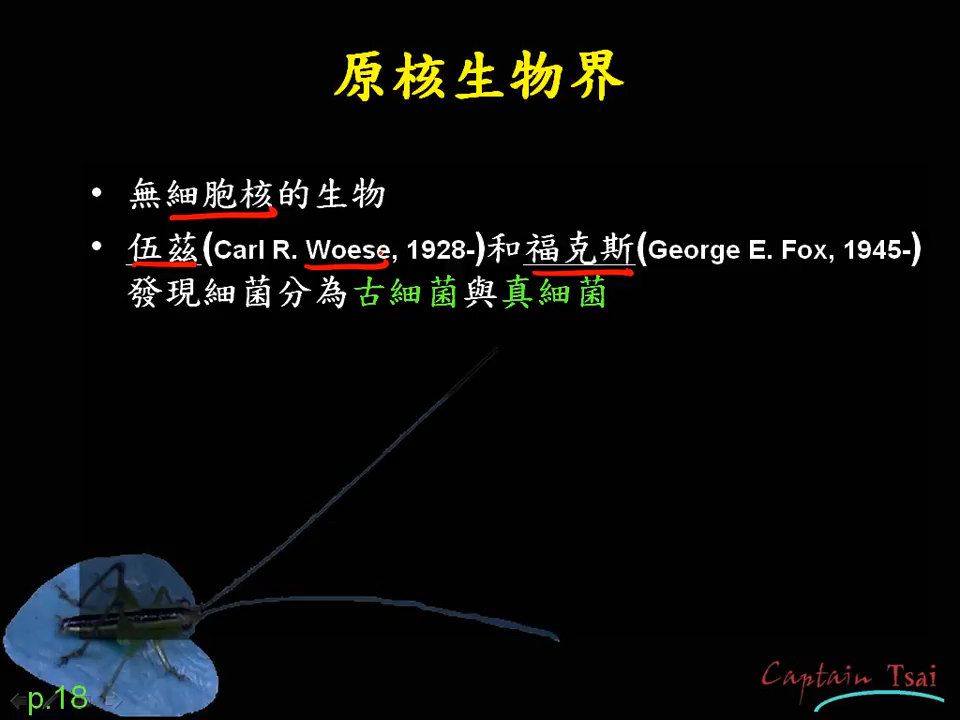 原核生物界
• 無細胞核的生物
• 伍茲(Carl R. Woese, 1928-)和福克斯(George E. Fox, 1945-)
發現細菌分為古細菌與真細菌
Captain Tsai
p.18